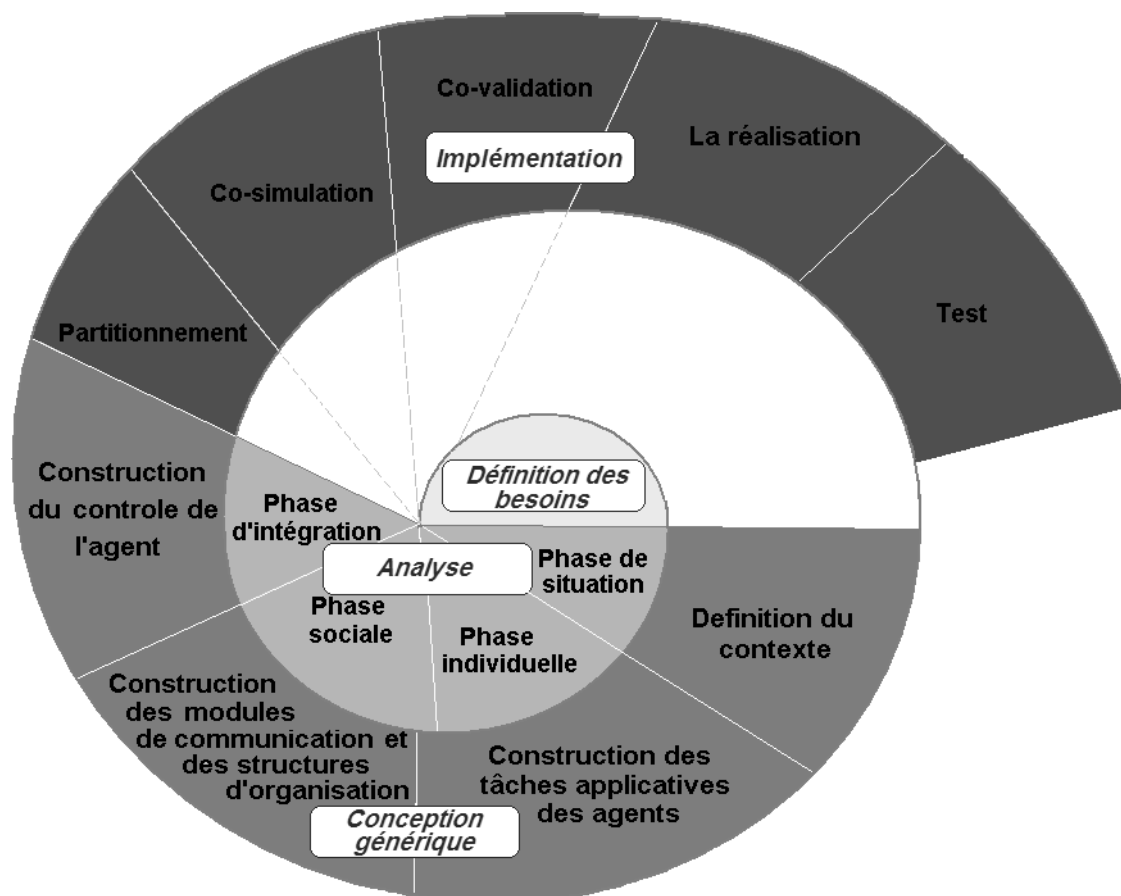 Co-validation
Implémentation
La réalisation
Co-simulation
Partitionnement
Test
Définition des
besoins
Construction
du controle de
l'agent
Phase
d'intégration
Analyse
Phase de
situation
Phase
sociale
Phase
individuelle
Definition du
contexte
Construction
des modules
de communication et
des structures
d'organisation
Construction des
tâches applicatives
des agents
Conception
générique